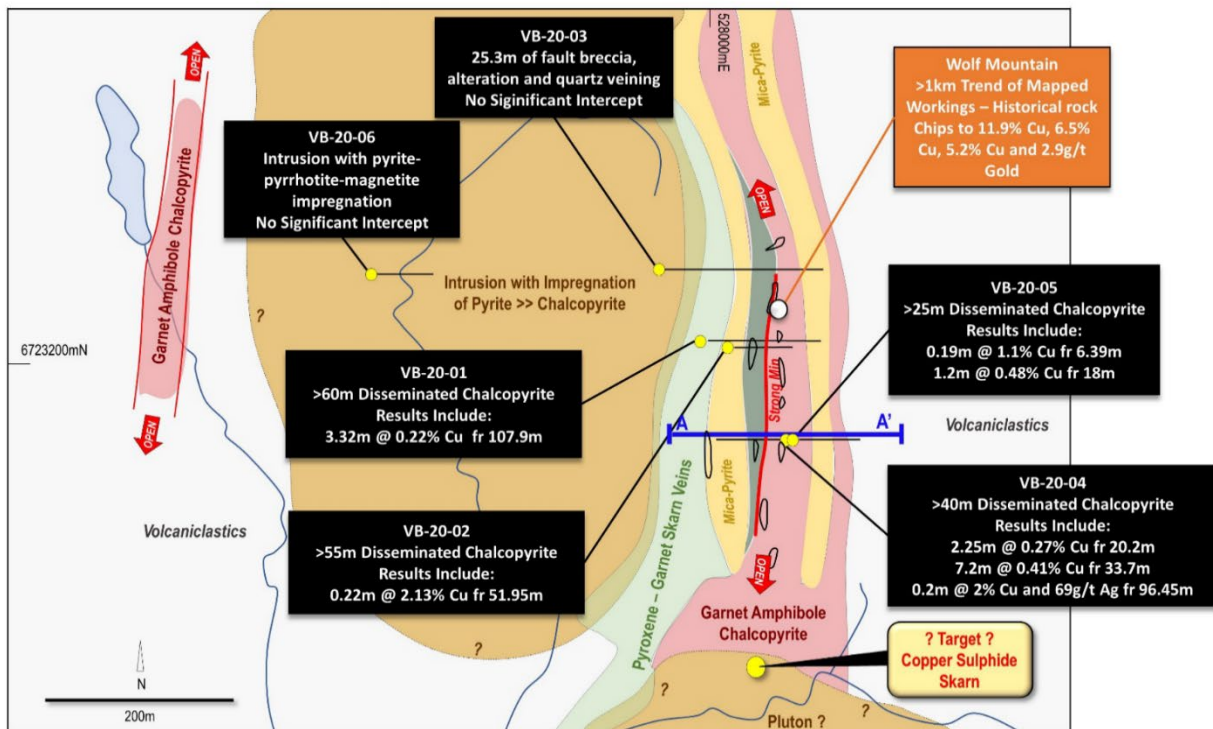 VB-20-03
25.3m of fault breccia,
alteration and quartz veining
No Siginificant Intercept
528000mE
Mica-Pyrite
Wolf Mountain
>1km Trend of Mapped
Workings – Historical rock
Chips to 11.9% Cu, 6.5%
Cu, 5.2% Cu and 2.9g/t
Gold
OPEN
Garnet Amphibole Chalcopyrite
OPEN
VB-20-06
Intrusion with pyrite-
pyrrhotite-magnetite
impregnation
No Significant Intercept
OPEN
Intrusion with Impregnation
of Pyrite >> Chalcopyrite
?
6723200mN
VB-20-05
>25m Disseminated Chalcopyrite
Results Include:
0.19m @ 1.1% Cu fr 6.39m
1.2m @ 0.48% Cu fr 18m
VB-20-01
>60m Disseminated Chalcopyrite
Results Include:
3.32m @ 0.22% Cu fr 107.9m
Strong Min
A
A'
Volcaniclastics
Mica-Pyrite
Volcaniclastics
VB-20-02
>55m Disseminated Chalcopyrite
Results Include:
0.22m @ 2.13% Cu fr 51.95m
VB-20-04
>40m Disseminated Chalcopyrite
Results Include:
2.25m @ 0.27% Cu fr 20.2m
7.2m @ 0.41% Cu fr 33.7m
0.2m @ 2% Cu and 69g/t Ag fr 96.45m
OPEN
Pyroxene – Garnet Skarn Veins
Garnet Amphibole
Chalcopyrite
?
? Target ?
Copper Sulphide
Skarn
?
?
?
Pluton ?
N
200m